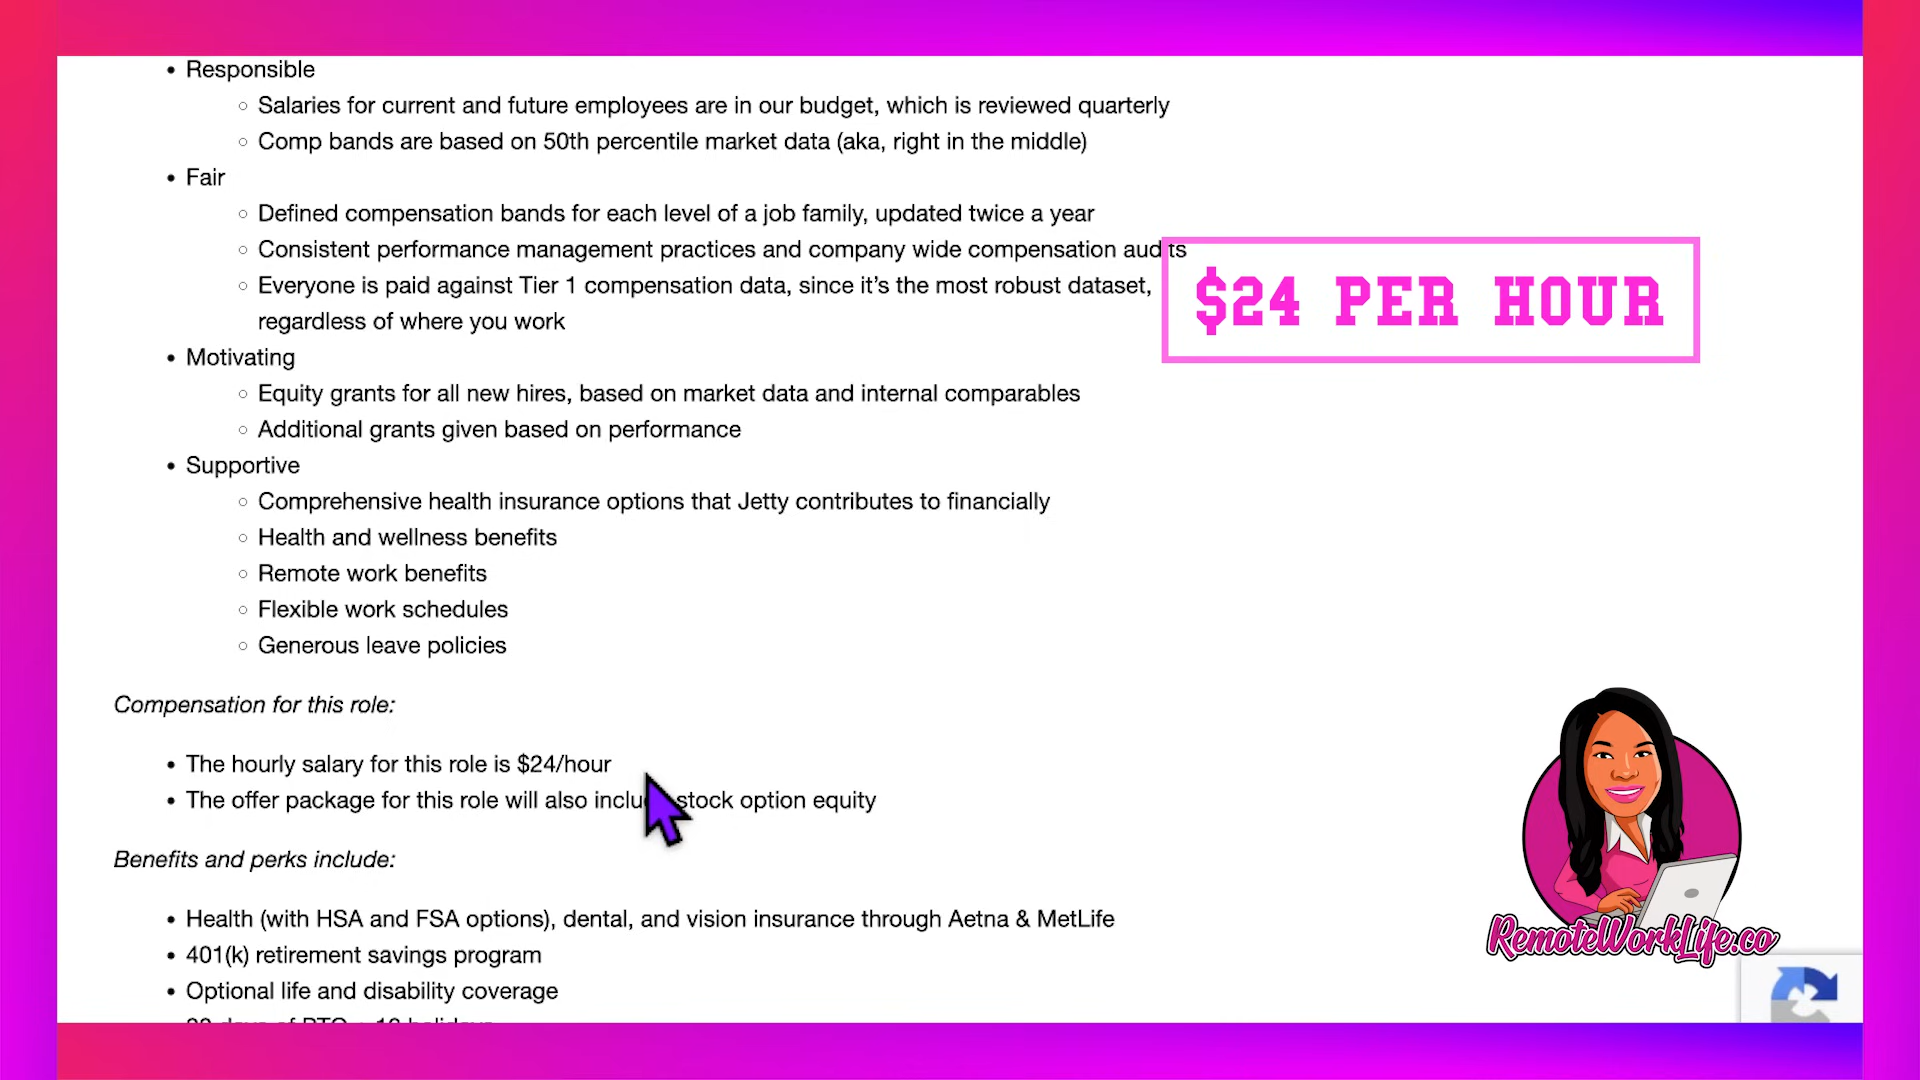 Responsible
Salaries for current and future employees are in our budget, which is reviewed quarterly
Comp bands are based on 50th percentile market data (aka, right in the middle)
Fair
Defined compensation bands for each level of a job family, updated twice a year
Consistent performance management practices and company wide compensation audits
Everyone is paid against Tier 1 compensation data, since it's the most robust dataset,
regardless of where you work
$24 PER HOUR
Motivating
Equity grants for all new hires, based on market data and internal comparables
Additional grants given based on performance
Supportive
Comprehensive health insurance options that Jetty contributes to financially
Health and wellness benefits
Remote work benefits
Flexible work schedules
Generous leave policies
Compensation for this role:
The hourly salary for this role is $24/hour
The offer package for this role will also include stock option equity
Benefits and perks include:
Health (with HSA and FSA options), dental, and vision insurance through Aetna & MetLife
401(k) retirement savings program
Optional life and disability coverage
RemoteWorkLife.co